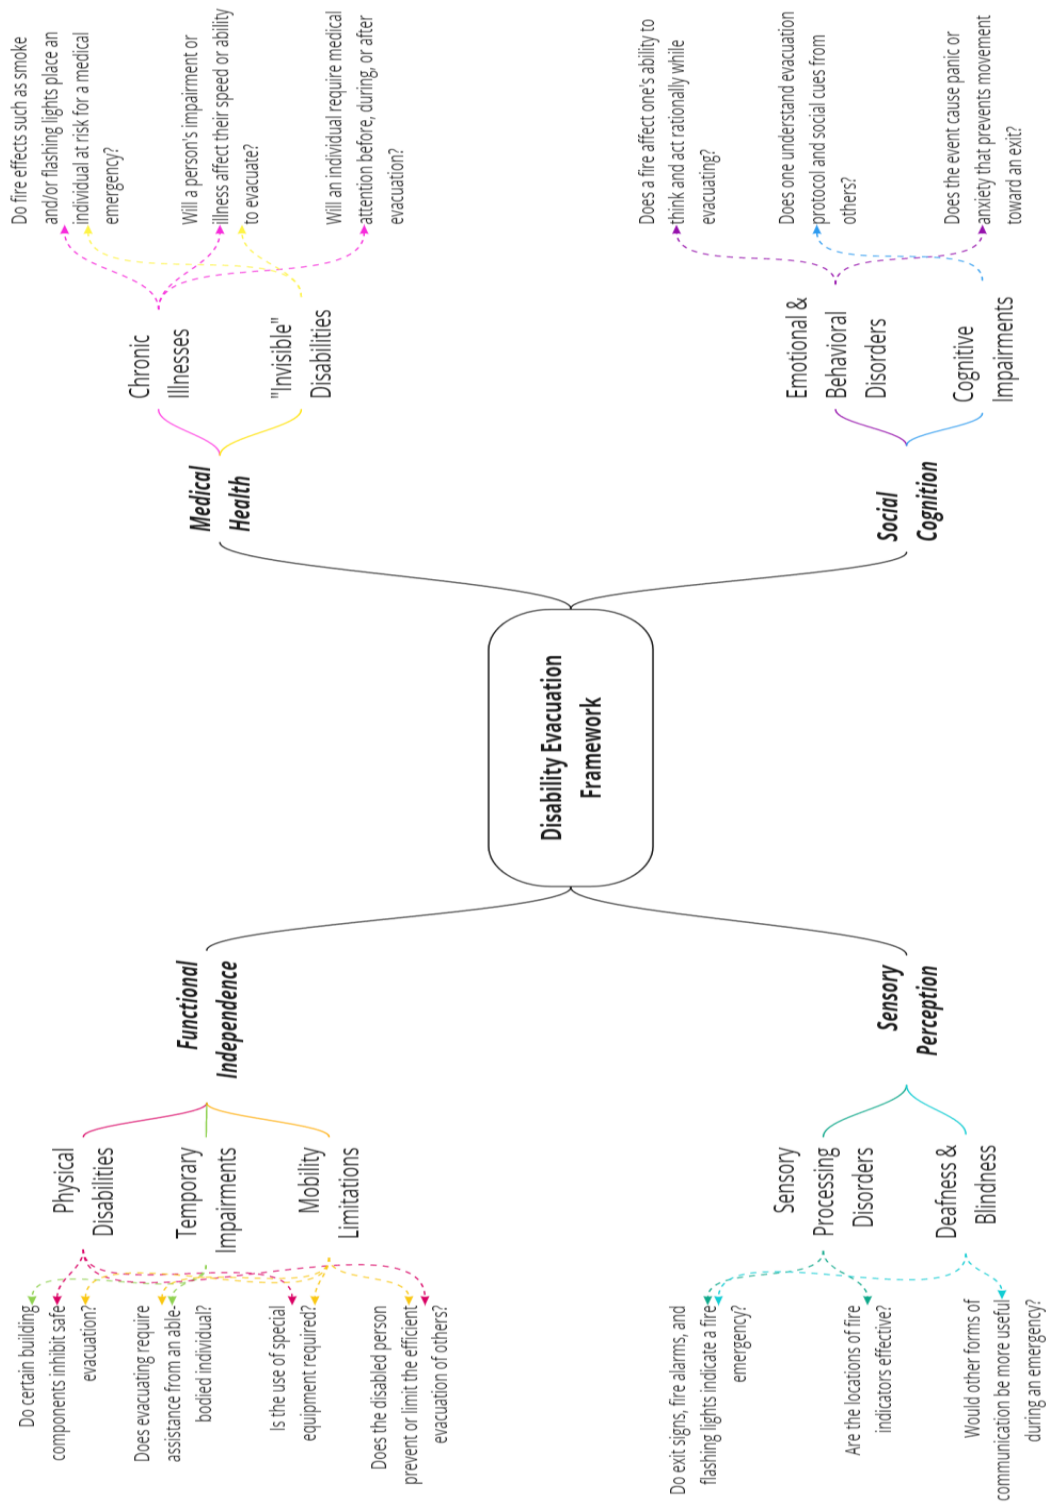 Disability Evacuation
Framework
Functional
Independence
Physical
Disabilities
Temporary
Impairments
Mobility
Limitations
Do certain building
components inhibit safe
evacuation?
Does evacuating require
assistance from an able-
bodied individual?
Is the use of special
equipment required?
Does the disabled person
prevent or limit the efficient
evacuation of others?
Medical
Health
Chronic
Illnesses
"Invisible"
Disabilities
Do fire effects such as smoke
and/or flashing lights place an
individual at risk for a medical
emergency?
Will a person's impairment or
illness affect their speed or ability
to evacuate?
Will an individual require medical
attention before, during, or after
evacuation?
Sensory
Perception
Sensory
Processing
Disorders
Deafness &
Blindness
Do exit signs, fire alarms, and
flashing lights indicate a fire
emergency?
Are the locations of fire
indicators effective?
Would other forms of
communication be more useful
during an emergency?
Social
Cognition
Emotional &
Behavioral
Disorders
Cognitive
Impairments
Does a fire affect one's ability to
think and act rationally while
evacuating?
Does one understand evacuation
protocol and social cues from
others?
Does the event cause panic or
anxiety that prevents movement
toward an exit?